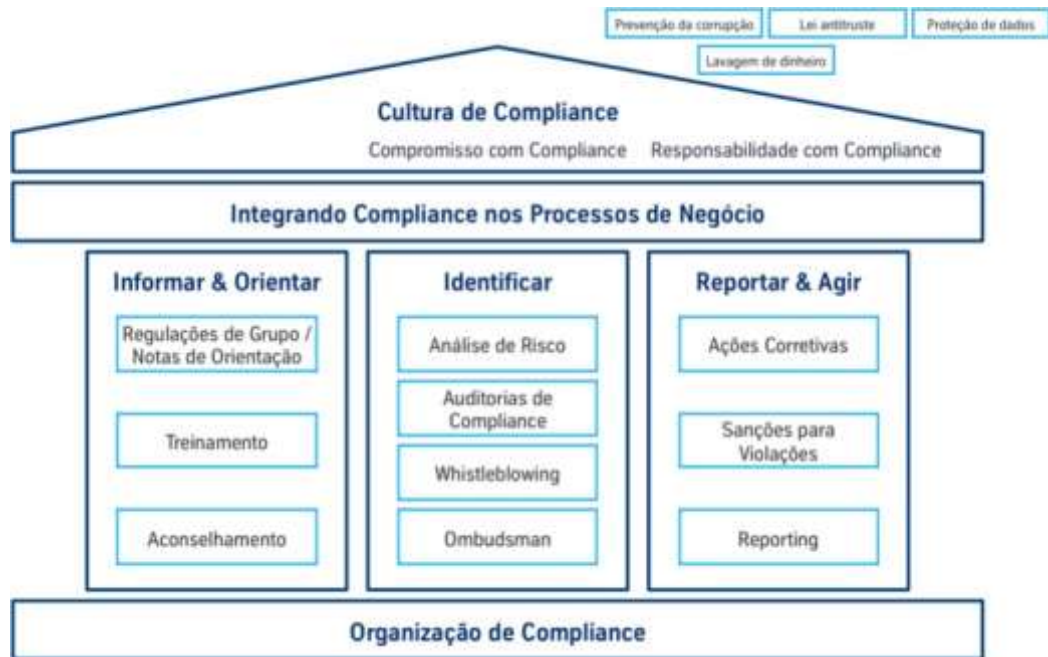 Prevenção da corrupção
Lei antitruste
Proteção de dados
Lavagem de dinheiro
Cultura de Compliance
Compromisso com Compliance
Responsabilidade com Compliance
Integrando Compliance nos Processos de Negócio
Informar & Orientar
Regulações de Grupo /
Notas de Orientação
Treinamento
Aconselhamento
Identificar
Análise de Risco
Auditorias de
Compliance
Whistleblowing
Ombudsman
Reportar & Agir
Ações Corretivas
Sanções para
Violações
Reporting
Organização de Compliance